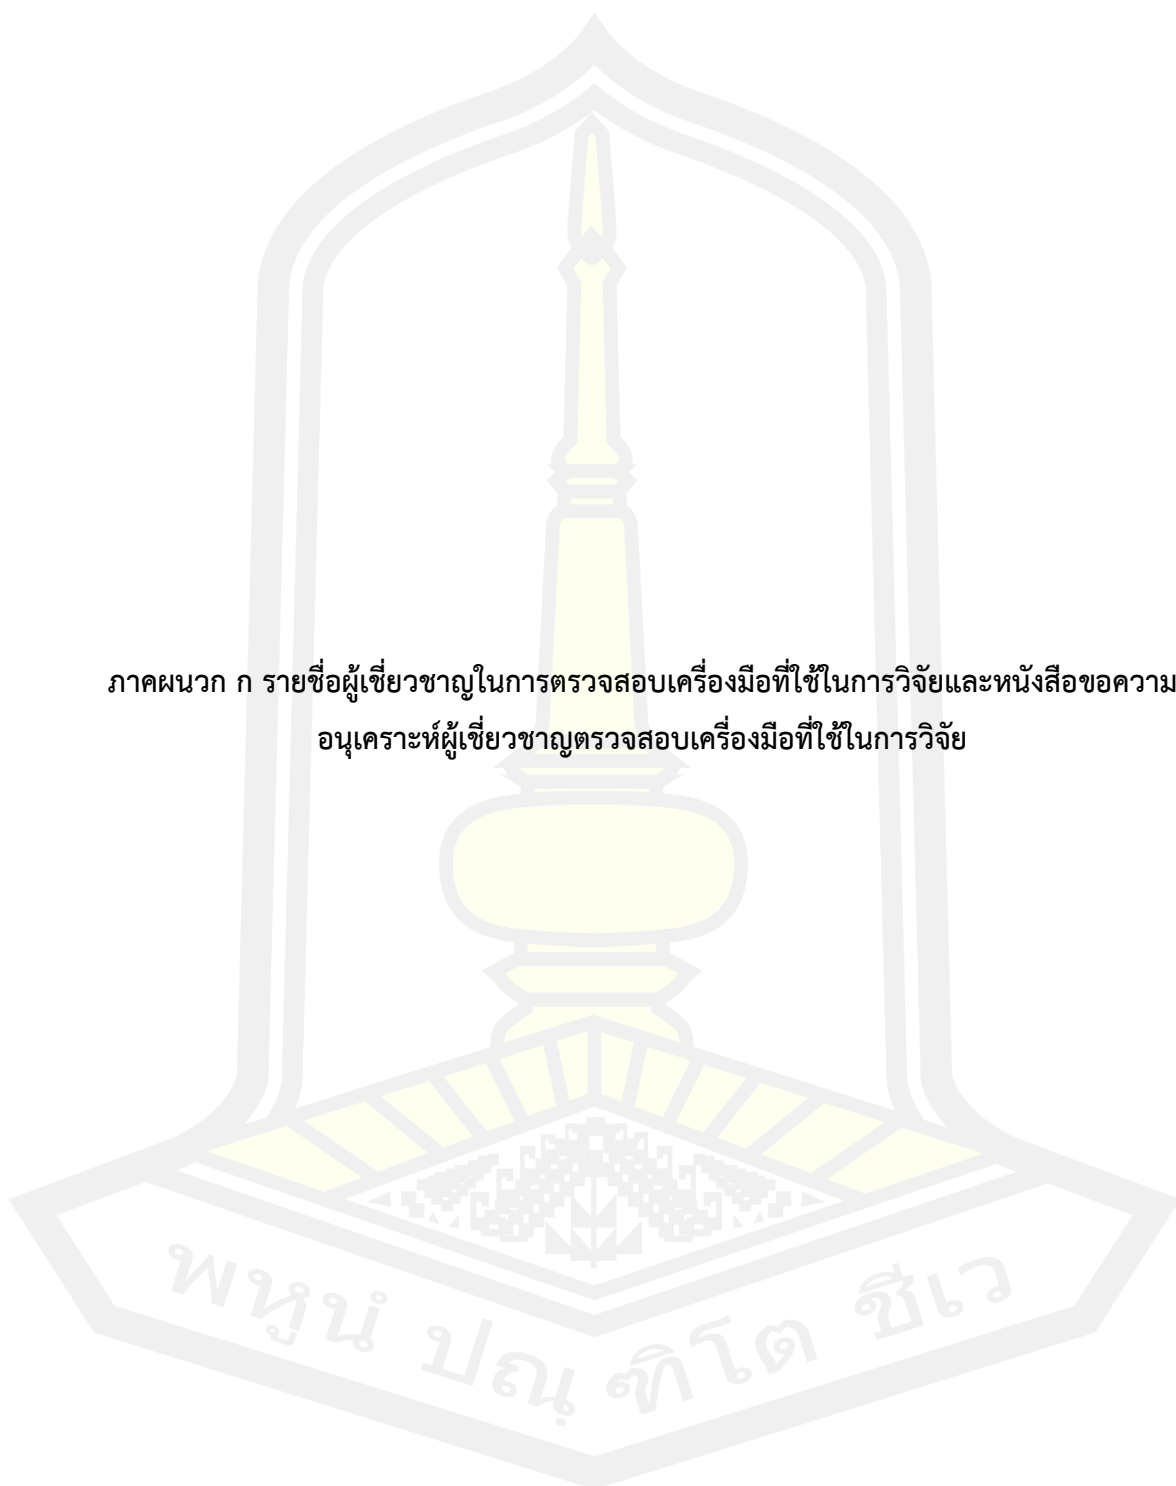 ภาคผนวก ก รายชื่อผู้เชี่ยวชาญในการตรวจสอบเครื่องมือที่ใช้ในการวิจัยและหนังสือขอความ
อนุเคราะห์ผู้เชี่ยวชาญตรวจสอบเครื่องมือที่ใช้ในการวิจัย
พหูนํ ปณฺฑิโต ชีเว